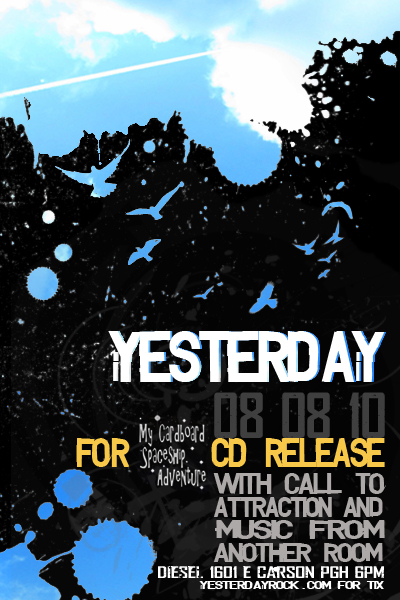 YESTERDAY
08 08 10
FOR My Cardboard Spaceship Adventure CD RELEASE
WITH CALL TO
ATTRACTION AND
MUSIC FROM
ANOTHER ROOM
DIESEL, 1601 E CARSON PGH 6PM
YESTERDAYROCK.COM FOR TIX